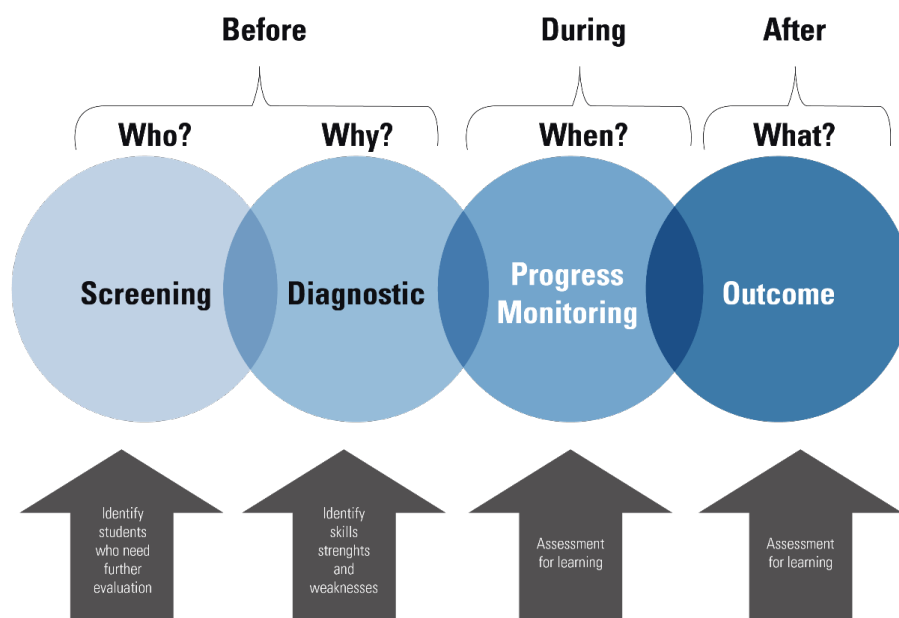 Before
During
After
Who?
Why?
When?
What?
Screening
Diagnostic
Progress
Monitoring
Outcome
Identify
students
who need
further
evaluation
Identify
skills
strenghts
and
weaknesses
Assessment
for learning
Assessment
for learning